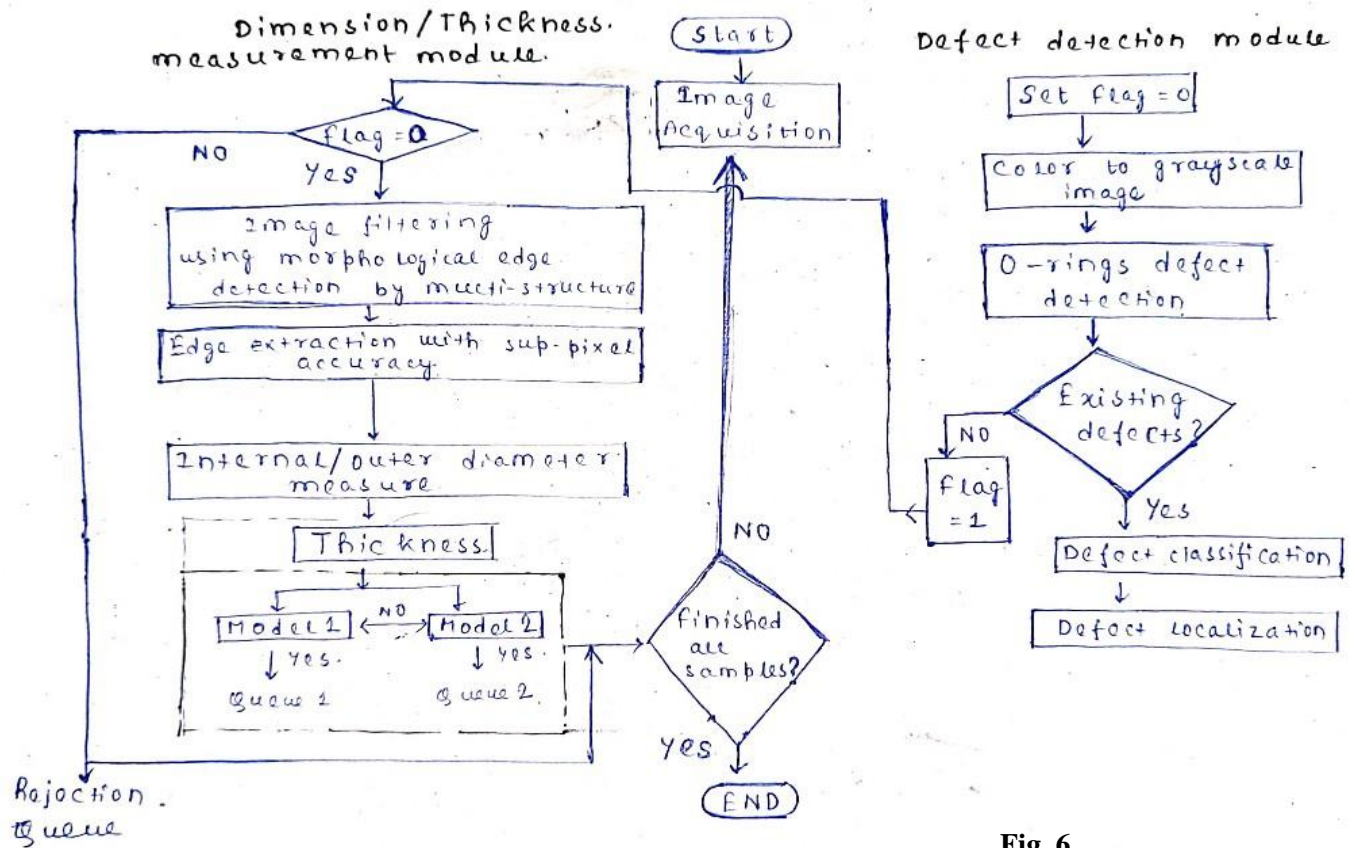 Dimension/Thickness.
measurement module.
flag = 0
NO
Yes
Image filtering
using morphological edge
detection by multi-structure
Edge extraction with sup-pixel
accuracy.
Internal/outer diameter
measure
Thickness
Model 1
NO
Model 2
Yes.
Yes.
Queue 1
Queue 2.
Rejection.
Queue
Start
Image
Acquisition
NO
finished
all
samples?
Yes
END
Defect detection module
Set flag = 0
Color to grayscale
image
O-rings defect
detection
Existing
defects?
NO
flag
= 1
Yes
Defect classification
Defect localization
Fig. 6